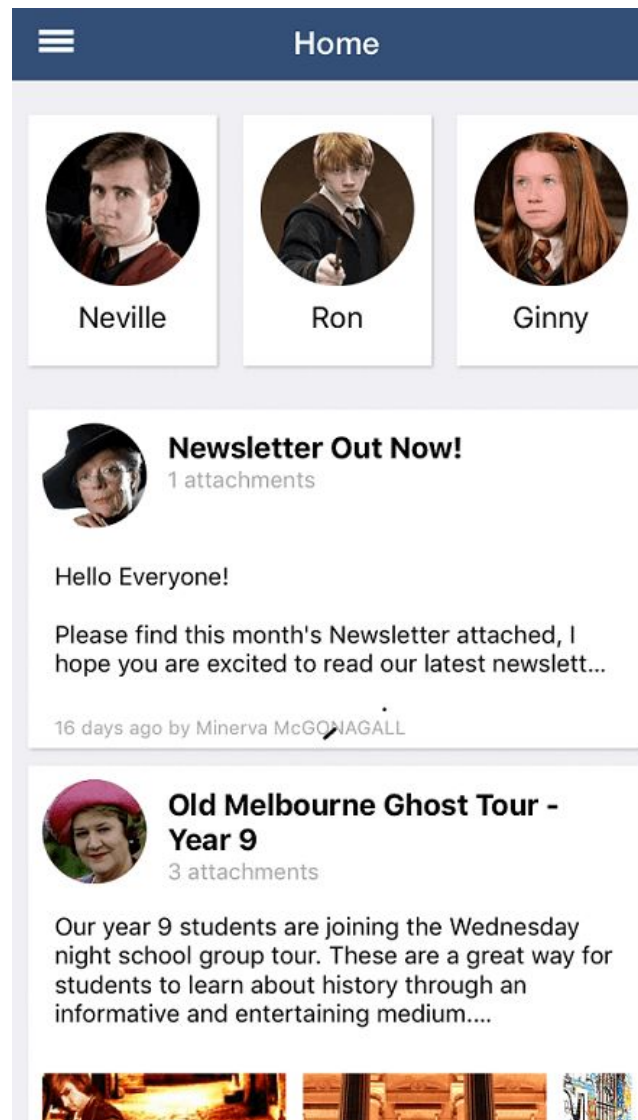 Home
Neville
Ron
Ginny
Newsletter Out Now!
1 attachments
Hello Everyone!
Please find this month's Newsletter attached, I
hope you are excited to read our latest newslett...
16 days ago by Minerva McGONAGALL
Old Melbourne Ghost Tour -
Year 9
3 attachments
Our year 9 students are joining the Wednesday
night school group tour. These are a great way for
students to learn about history through an
informative and entertaining medium....